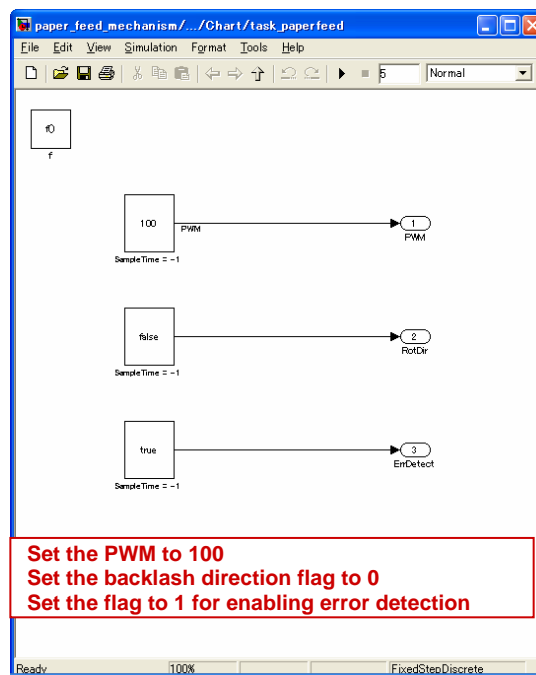 paper_feed_mechanism/.../Chart/task_paperfeed
File Edit View Simulation Format Tools Help
5 Normal
f()
f
100
PWM
1
PWM
SampleTime = -1
false
2
RotDir
SampleTime = -1
true
3
ErrDetect
SampleTime = -1
Set the PWM to 100
Set the backlash direction flag to 0
Set the flag to 1 for enabling error detection
Ready 100% FixedStepDiscrete